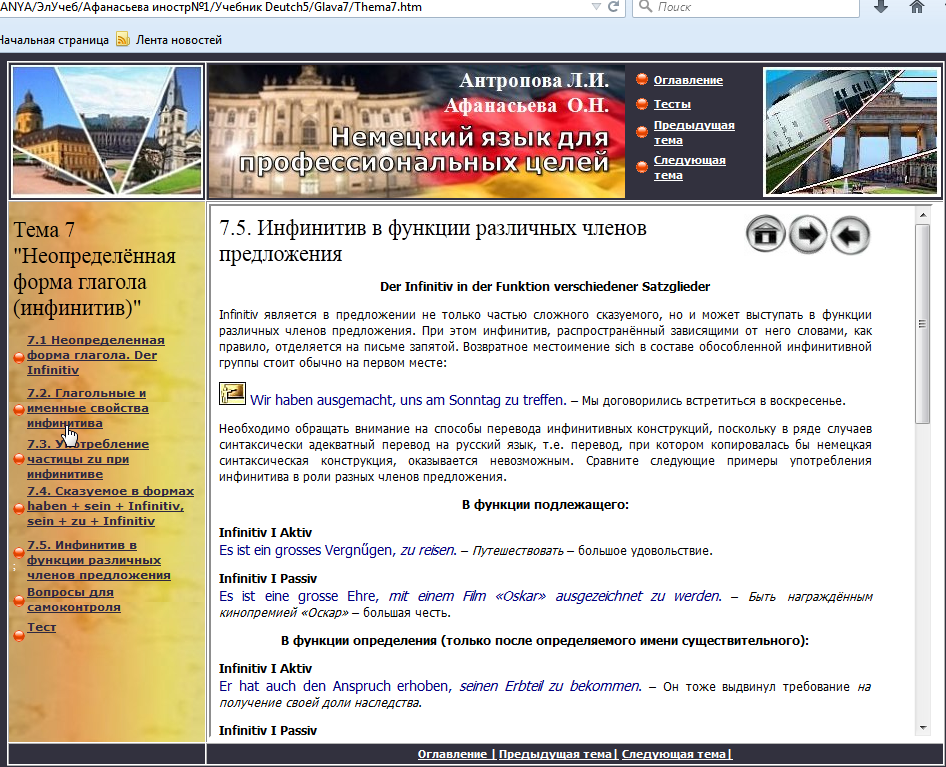 ANYA/ЭлУчеб/Афанасьева иностр№1/Учебник Deutch5/Glava7/Thema7.htm
Поиск
Начальная страница
Лента новостей
Антропова Л.И.
Афанасьева О.Н.
Немецкий язык для
профессиональных целей
Оглавление
Тесты
Предыдущая
тема
Следующая
тема
Тема 7
"Неопределённая
форма глагола
(инфинитив)"
7.1 Неопределенная
форма глагола. Der
Infinitiv
7.2. Глагольные и
именные свойства
инфинитива
7.3. Употребление
частицы zu при
инфинитиве
7.4. Сказуемое в формах
haben + sein + Infinitiv,
sein + zu + Infinitiv
7.5. Инфинитив в
функции различных
членов предложения
Вопросы для
самоконтроля
Тест
7.5. Инфинитив в функции различных членов
предложения
Der Infinitiv in der Funktion verschiedener Satzglieder
Infinitiv является в предложении не только частью сложного сказуемого, но и может выступать в функции
различных членов предложения. При этом инфинитив, распространённый зависящими от него словами, как
правило, отделяется на письме запятой. Возвратное местоимение sich в составе обособленной инфинитивной
группы стоит обычно на первом месте:
Wir haben ausgemacht, uns am Sonntag zu treffen. – Мы договорились встретиться в воскресенье.
Необходимо обращать внимание на способы перевода инфинитивных конструкций, поскольку в ряде случаев
синтаксически адекватный перевод на русский язык, т.е. перевод, при котором копировалась бы немецкая
синтаксическая конструкция, оказывается невозможным. Сравните следующие примеры употребления
инфинитива в роли разных членов предложения.
В функции подлежащего:
Infinitiv I Aktiv
Es ist ein grosses Vergnűgen, zu reisen. – Путешествовать – большое удовольствие.
Infinitiv I Passiv
Es ist eine grosse Ehre, mit einem Film «Oskar» ausgezeichnet zu werden. – Быть награждённым
кинопремией «Оскар» – большая честь.
В функции определения (только после определяемого имени существительного):
Infinitiv I Aktiv
Er hat auch den Anspruch erhoben, seinen Erbteil zu bekommen. – Он тоже выдвинул требование на
получение своей доли наследства.
Infinitiv I Passiv
Оглавление | Предыдущая тема| Следующая тема|